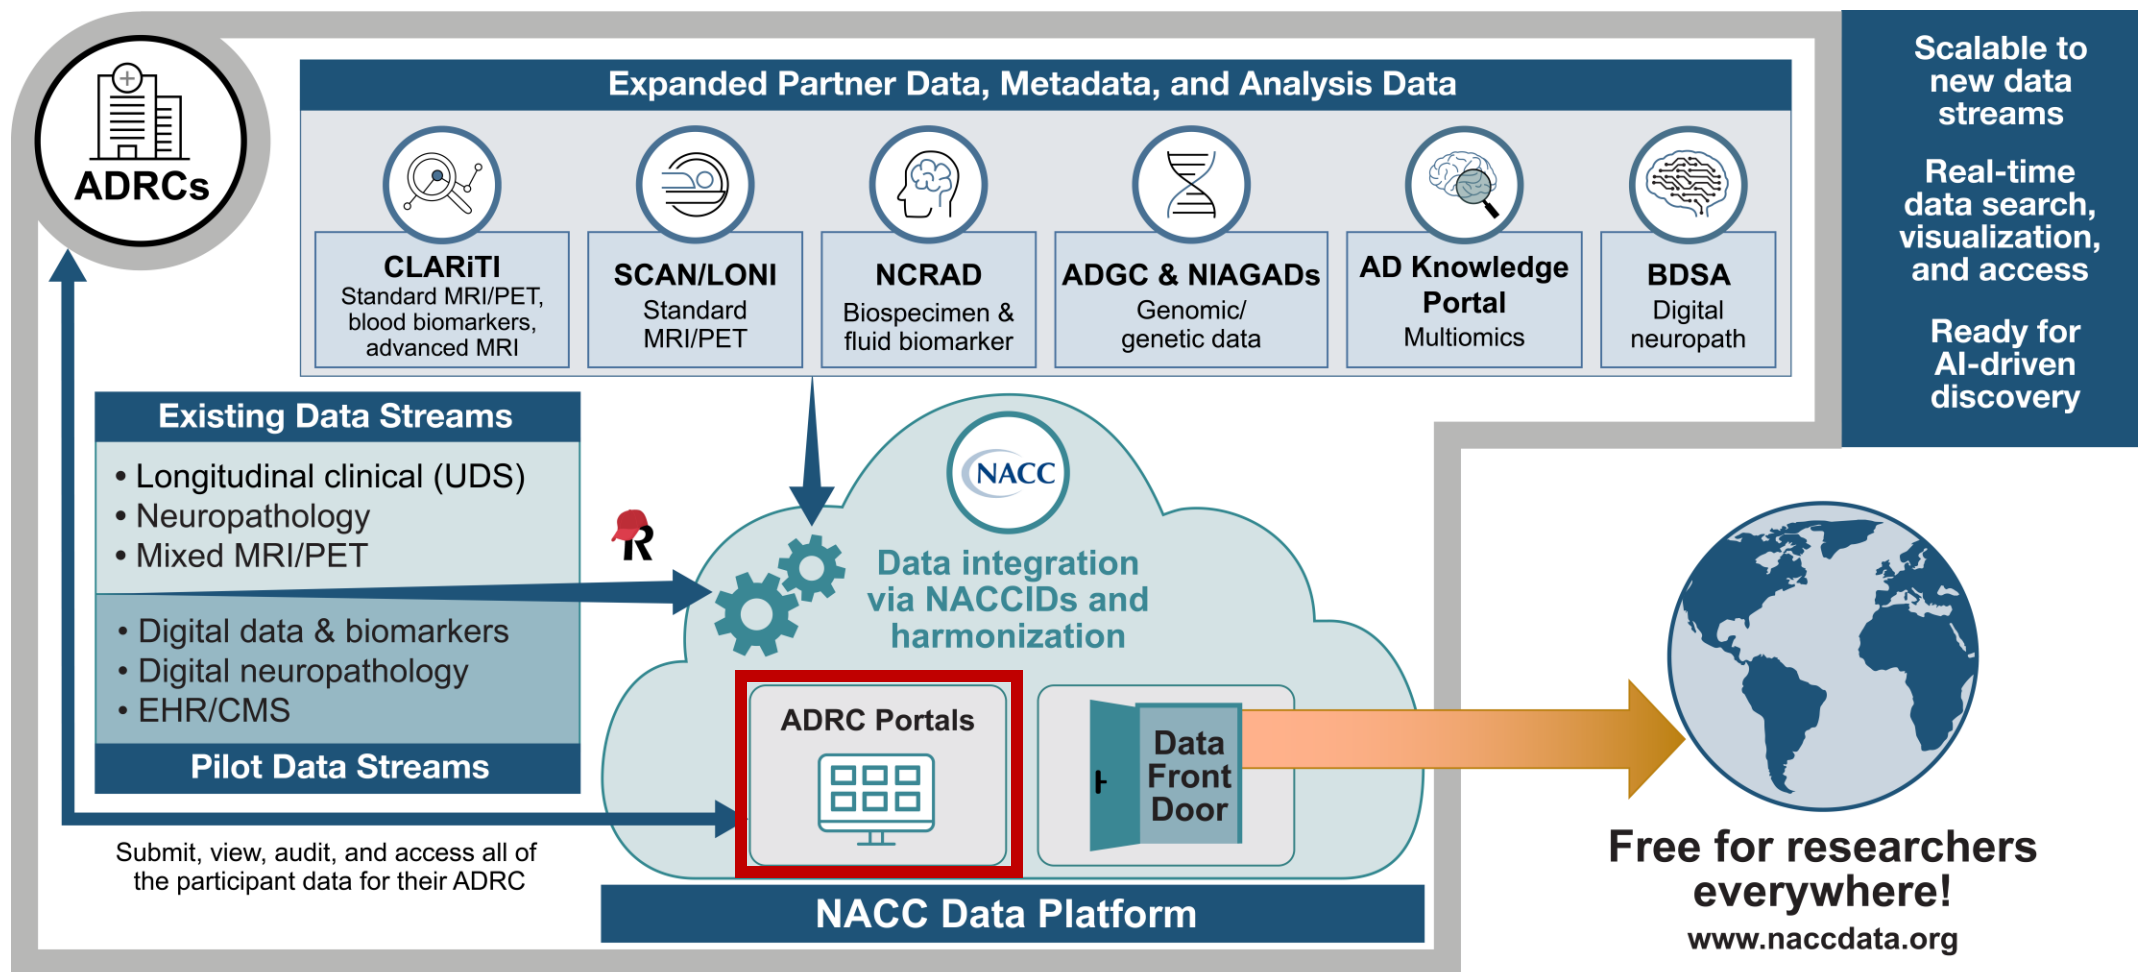 ADRCs
Expanded Partner Data, Metadata, and Analysis Data
CLARiTI
Standard MRI/PET,
blood biomarkers,
advanced MRI
SCAN/LONI
Standard
MRI/PET
NCRAD
Biospecimen &
fluid biomarker
ADGC & NIAGADs
Genomic/
genetic data
AD Knowledge
Portal
Multiomics
BDSA
Digital
neuropath
Scalable to
new data
streams
Real-time
data search,
visualization,
and access
Ready for
AI-driven
discovery
Existing Data Streams
• Longitudinal clinical (UDS)
• Neuropathology
• Mixed MRI/PET
• Digital data & biomarkers
• Digital neuropathology
• EHR/CMS
Pilot Data Streams
Submit, view, audit, and access all of
the participant data for their ADRC
R
NACC
Data integration
via NACCIDs and
harmonization
ADRC Portals
Data
Front
Door
NACC Data Platform
Free for researchers
everywhere!
www.naccdata.org